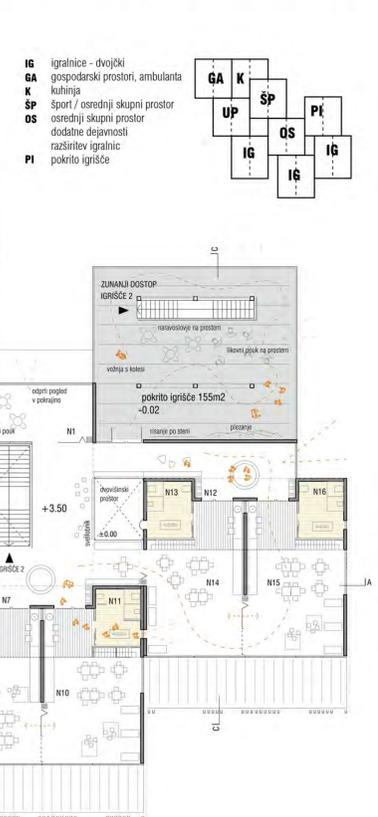 IG igralnice - dvojčki
GA gospodarski prostori, ambulanta
K kuhinja
ŠP šport / osrednji skupni prostor
OS osrednji skupni prostor
dodatne dejavnosti
razširitev igralnic
PI pokrito igrišče
GA K
ŠP
UP PI
OS
IG IG
IG
C
ZUNANJI DOSTOP
IGRIŠČE 2
naravoslovje na prostem
likovni pouk na prostem
vožnja s kolesi
odprti pogled
v pokrajino
pokrito igrišče 155m2
-0.02
pouk
N1
risanje po steni
plezanje
N13 N12 N16
dvovišinski
prostor
+3.50
svetlobnik
±0.00
IGRIŠČE 2
A
N7 N11 N14 N15
N10
C